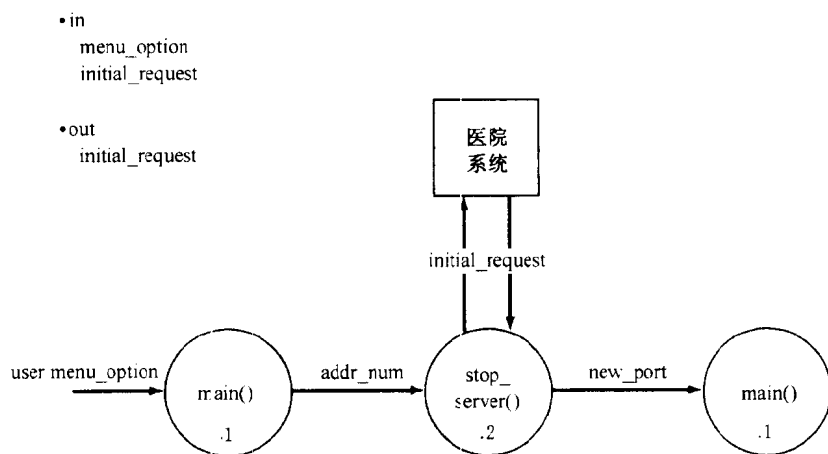 •in
menu_option
initial_request
•out
initial_request
医院
系统
initial_request
user menu_option
main()
.1
addr_num
stop_
server()
.2
new_port
main()
.1